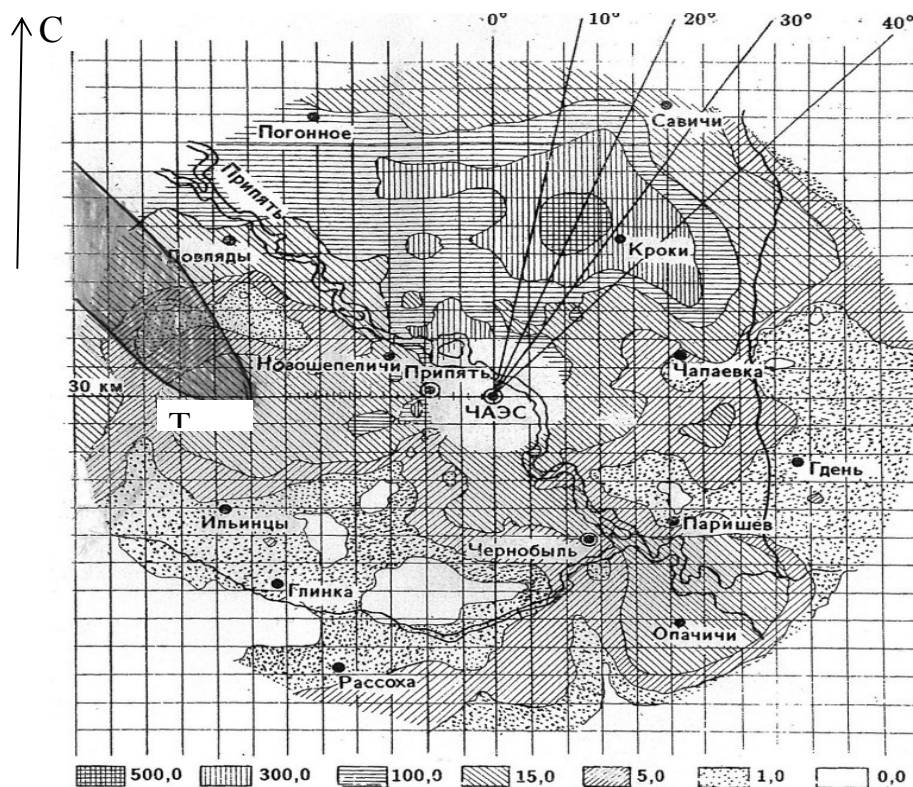 С
0° 10° 20° 30° 40°
Савичи
Погонное
Припять
Кроки
Довляды
Новошепеличи
Припять
Чапаевка
30 км
ЧАЭС
Т
Гдень
Ильинцы
Паришев
Чернобыль
Глинка
Опачичи
Рассоха
500,0 300,0 100,0 15,0 5,0 1,0 0,0